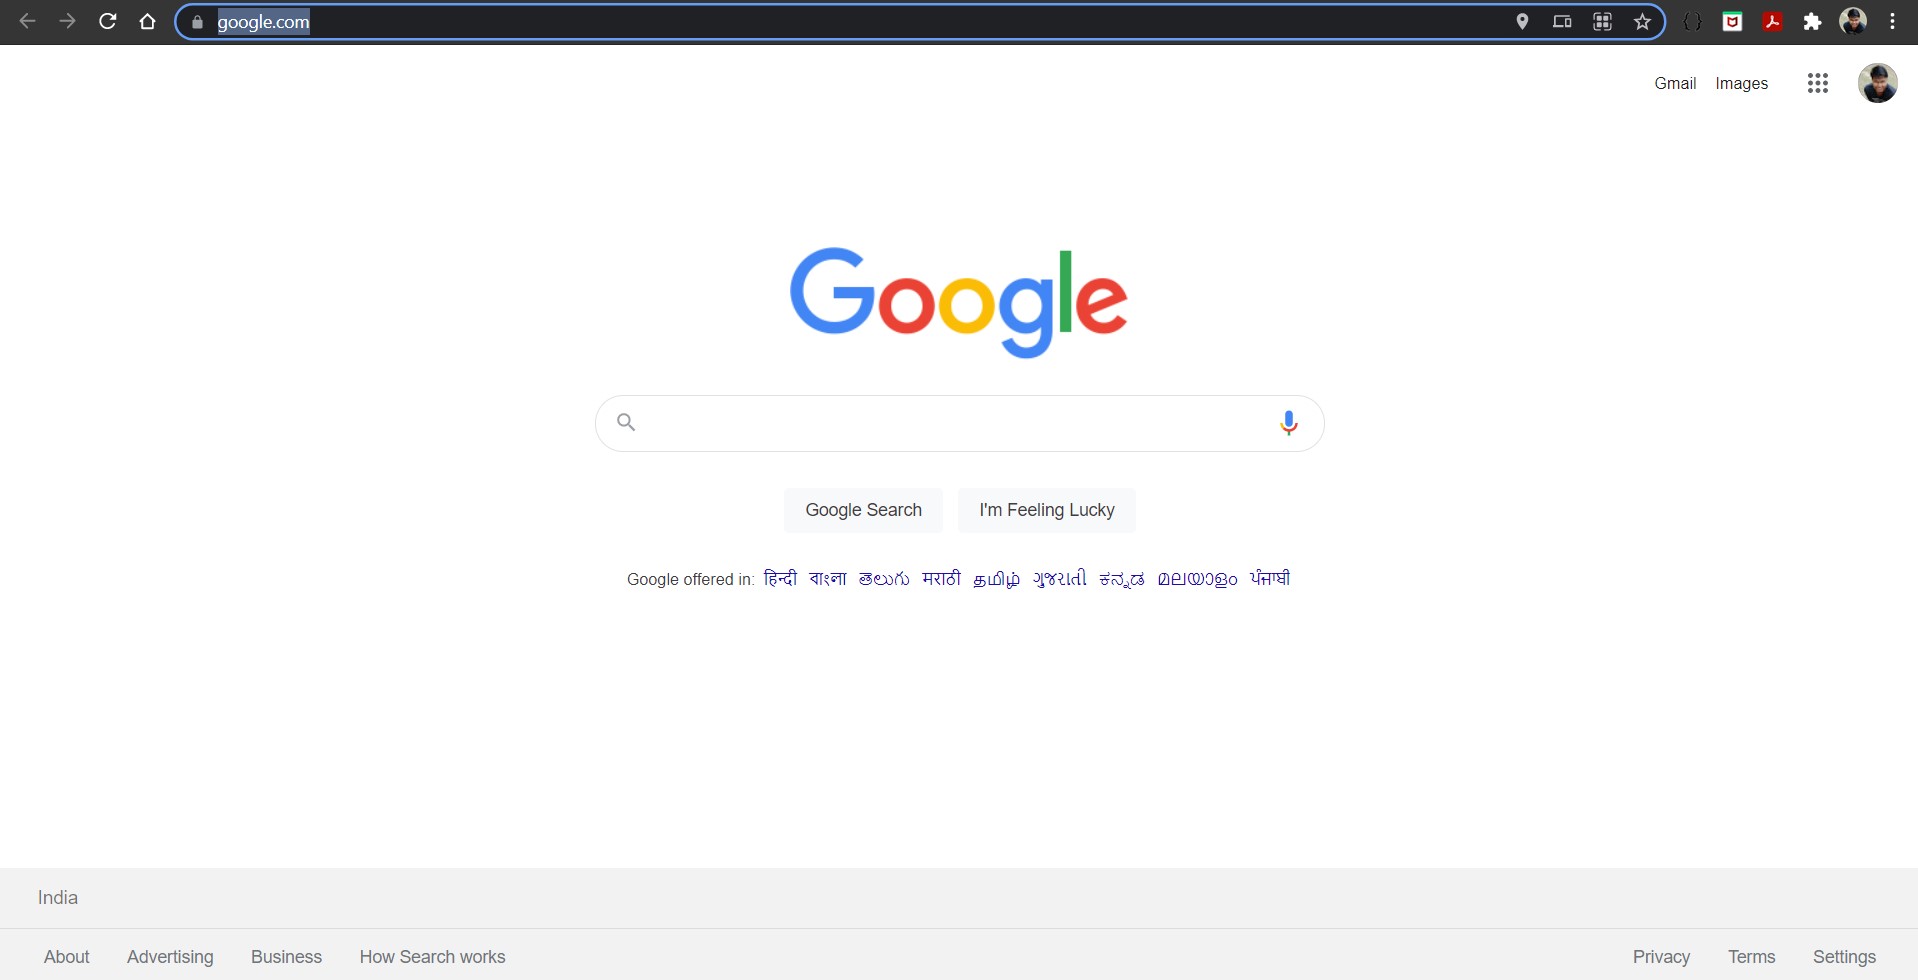 google.com
Gmail Images
Google
Google Search I'm Feeling Lucky
Google offered in: हिन्दी বাংলা తెలుగు मराठी தமிழ் ગુજરાતી ಕನ್ನಡ മലയാളം ਪੰਜਾਬੀ
India
About Advertising Business How Search works Privacy Terms Settings